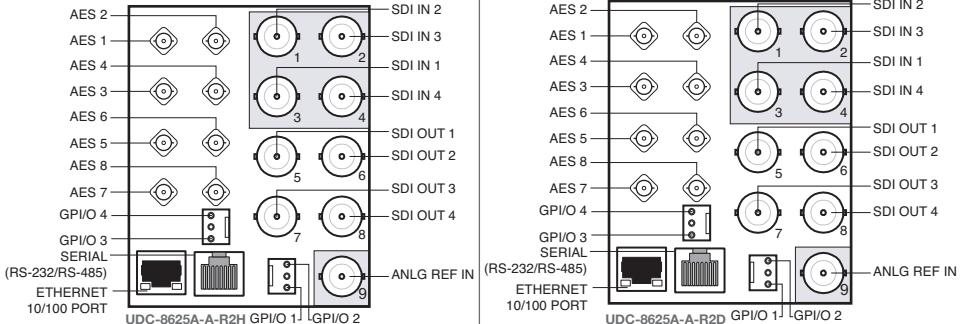 AES 2
AES 1
AES 4
AES 3
AES 6
AES 5
AES 8
AES 7
GPI/O 4
GPI/O 3
SERIAL
(RS-232/RS-485)
ETHERNET
10/100 PORT
1
2
3
4
5
6
7
8
9
SDI IN 2
SDI IN 3
SDI IN 1
SDI IN 4
SDI OUT 1
SDI OUT 2
SDI OUT 3
SDI OUT 4
ANLG REF IN
UDC-8625A-A-R2H GPI/O 1 GPI/O 2
AES 2
AES 1
AES 4
AES 3
AES 6
AES 5
AES 8
AES 7
GPI/O 4
GPI/O 3
SERIAL
(RS-232/RS-485)
ETHERNET
10/100 PORT
1
2
3
4
5
6
7
8
9
SDI IN 2
SDI IN 3
SDI IN 1
SDI IN 4
SDI OUT 1
SDI OUT 2
SDI OUT 3
SDI OUT 4
ANLG REF IN
UDC-8625A-A-R2D GPI/O 1 GPI/O 2